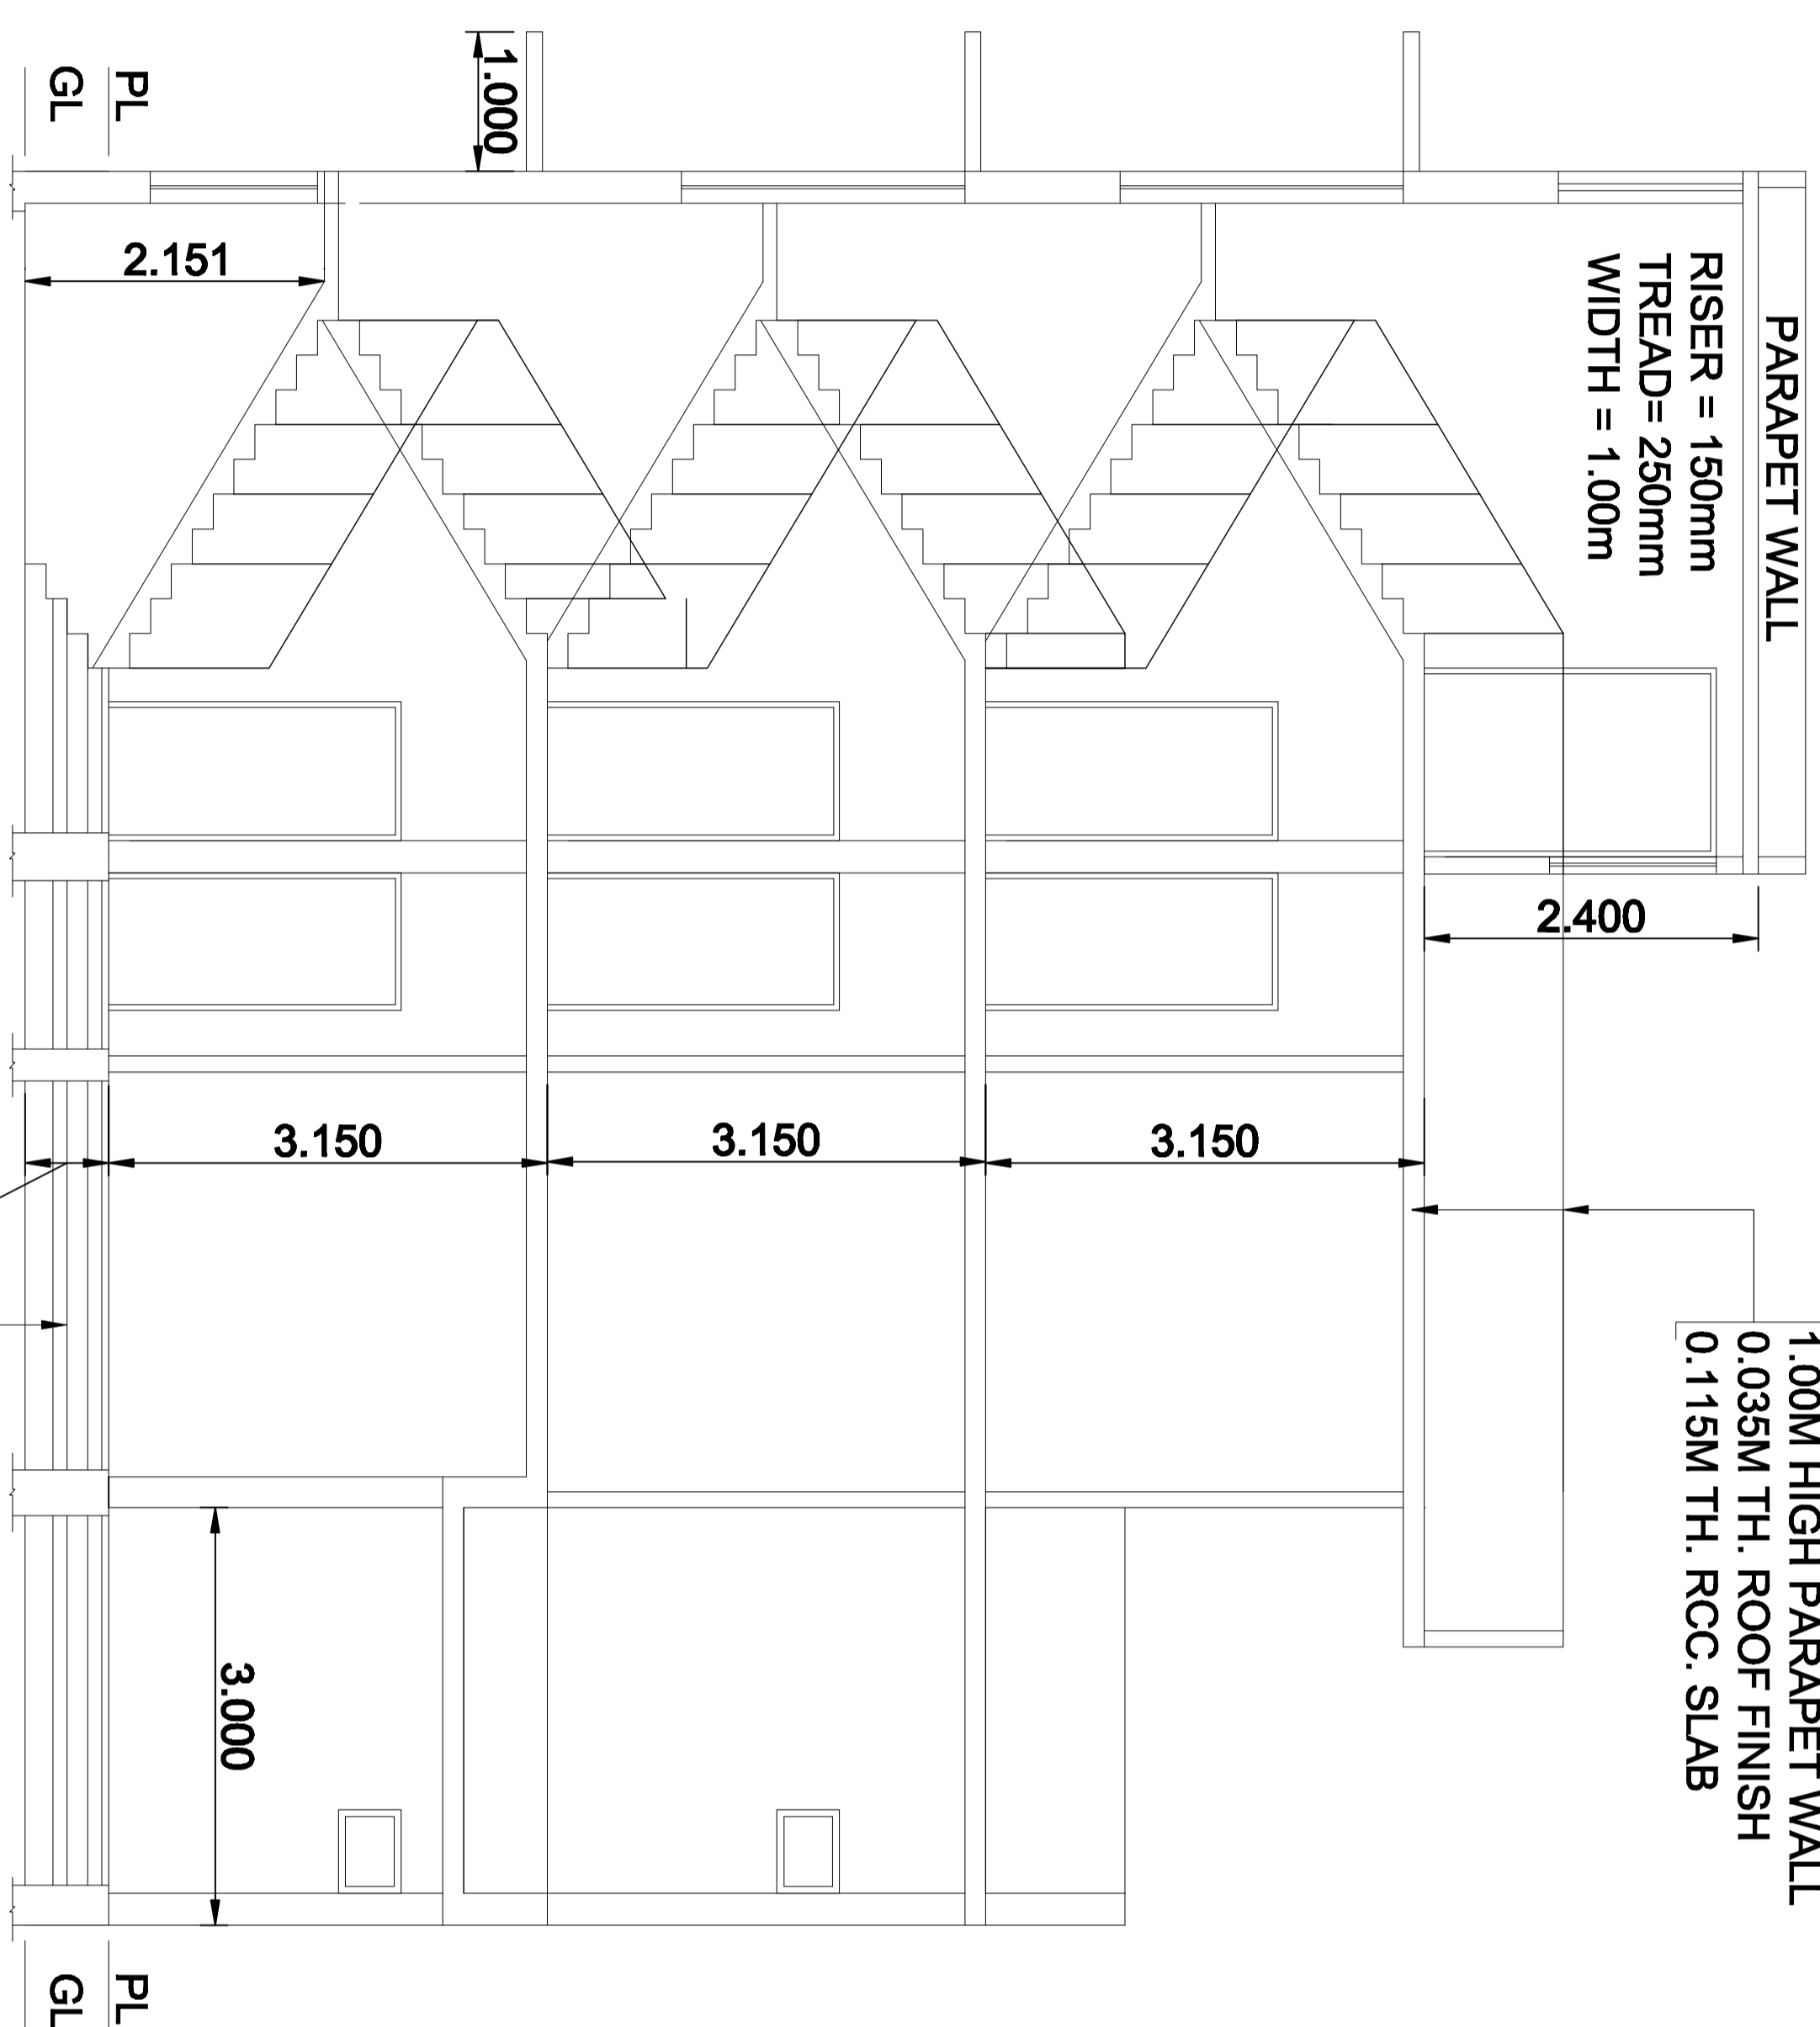 PARAPET WALL
RISER = 150mm
TREAD= 250mm
WIDTH = 1.00m
1.00M HIGH PARAPET WALL
0.035M TH. ROOF FINISH
0.115M TH. RCC. SLAB
2.400
3.150
3.150
3.150
1.000
2.151
3.000
PL
GL
PL
GL